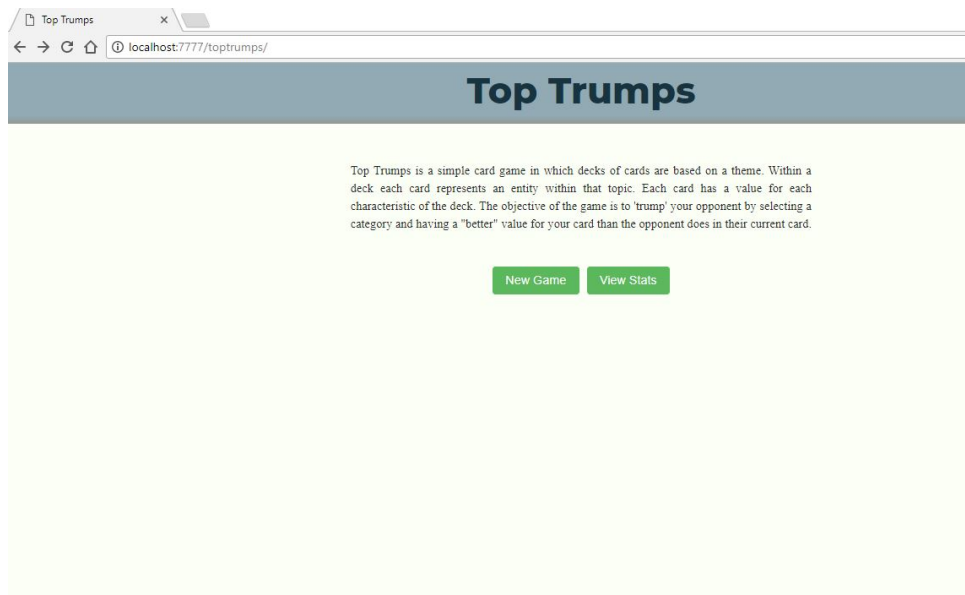 Top Trumps
localhost:7777/toptrumps/
Top Trumps
Top Trumps is a simple card game in which decks of cards are based on a theme. Within a
deck each card represents an entity within that topic. Each card has a value for each
characteristic of the deck. The objective of the game is to 'trump' your opponent by selecting a
category and having a "better" value for your card than the opponent does in their current card.
New Game View Stats